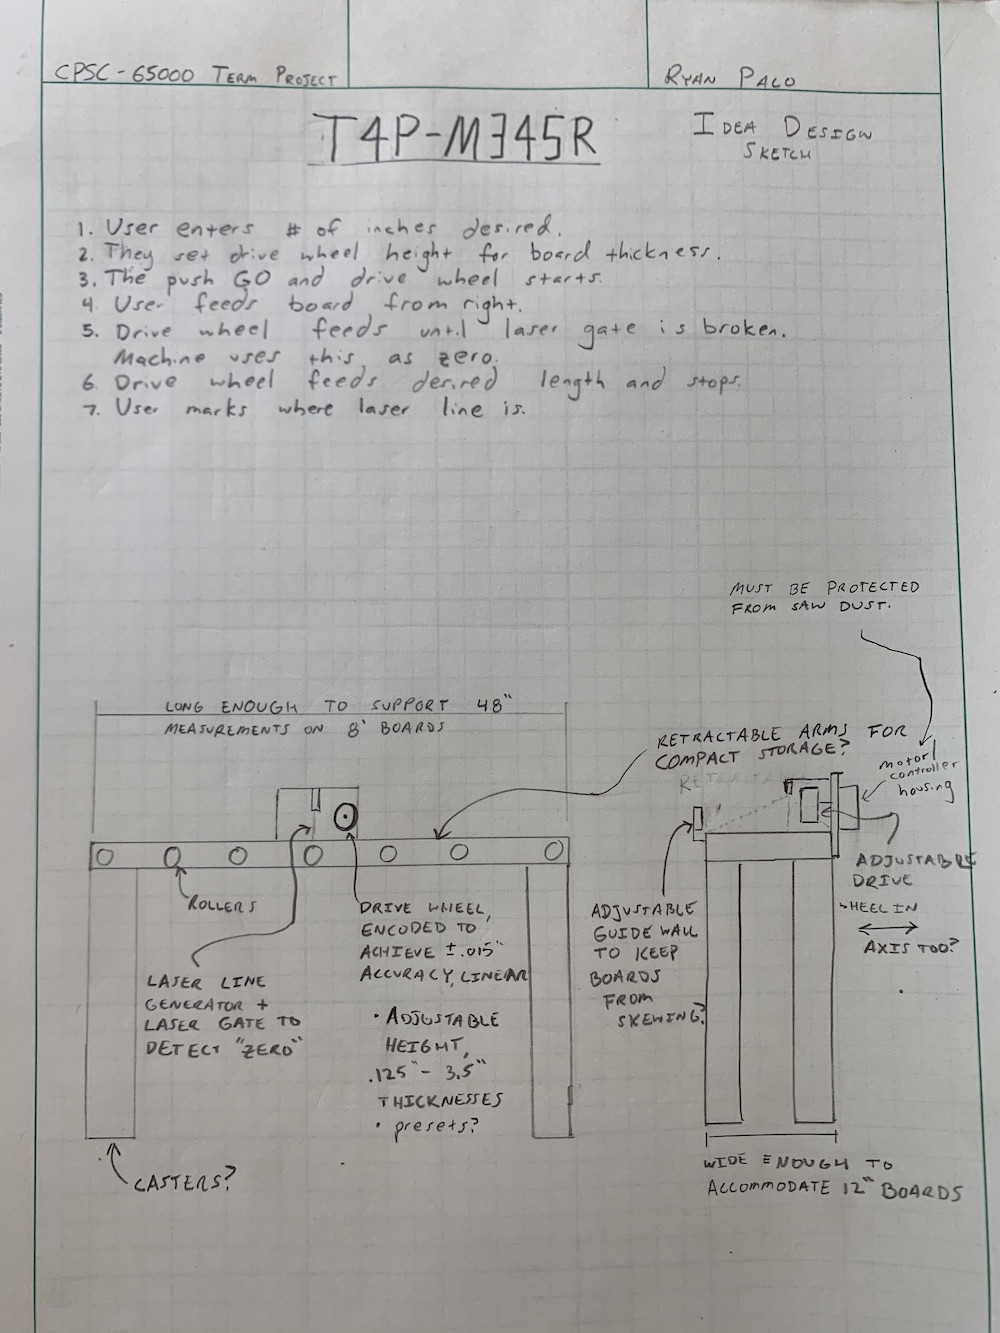 CPSC-65000 TERM PROJECT
RYAN PALO
T4P-M345R
IDEA DESIGN
SKETCH
1. User enters # of inches desired.
2. They set drive wheel height for board thickness.
3. The push GO and drive wheel starts.
4. User feeds board from right.
5. Drive wheel feeds until laser gate is broken.
Machine uses this as zero.
6. Drive wheel feeds desired length and stops.
7. User marks where laser line is.
MUST BE PROTECTED
FROM SAW DUST.
LONG ENOUGH TO SUPPORT 48"
MEASUREMENTS ON 8' BOARDS
RETRACTABLE ARMS FOR
COMPACT STORAGE?
motor/
controller
housing
ROLLERS
LASER LINE
GENERATOR +
LASER GATE TO
DETECT "ZERO"
DRIVE WHEEL,
ENCODED TO
ACHIEVE ±.015"
ACCURACY, LINEAR
• ADJUSTABLE
HEIGHT,
.125" - 3.5"
THICKNESSES
• presets?
ADJUSTABLE
GUIDE WALL
TO KEEP
BOARDS
FROM
SKEWING?
ADJUSTABLE
DRIVE
WHEEL IN
AXIS TOO?
CASTERS?
WIDE ENOUGH TO
ACCOMMODATE 12" BOARDS